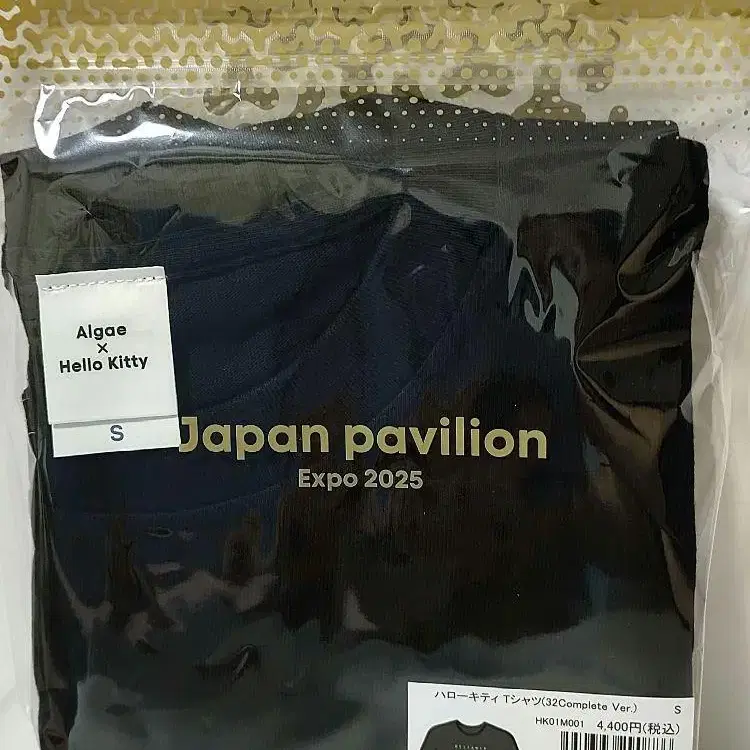 Algae
×
Hello Kitty
S
Japan pavilion
Expo 2025
ハローキティ Tシャツ(32Complete Ver.) S
HK01M001 4,400円(税込)